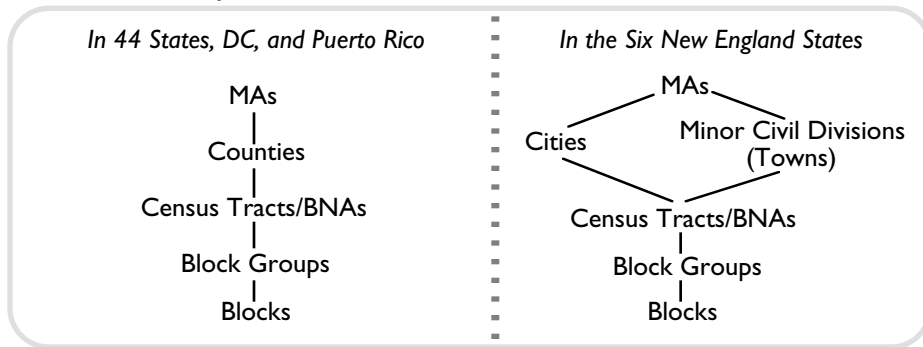 In 44 States, DC, and Puerto Rico
MAs
Counties
Census Tracts/BNAs
Block Groups
Blocks
In the Six New England States
MAs
Cities
Minor Civil Divisions
(Towns)
Census Tracts/BNAs
Block Groups
Blocks